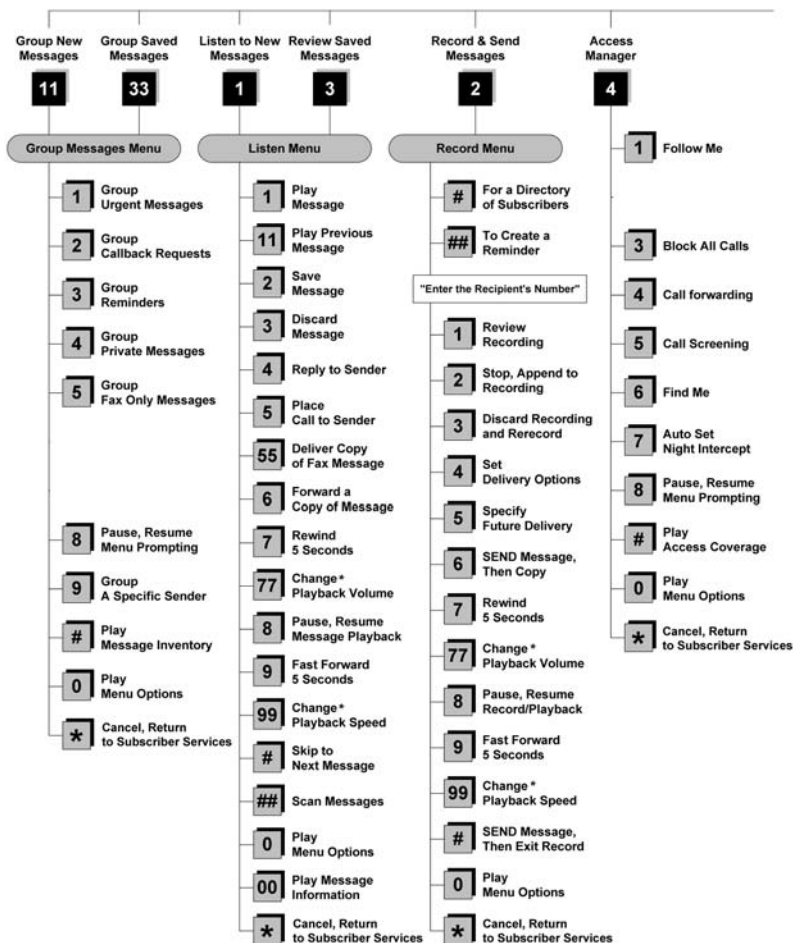 Group New
Messages
11
Group Saved
Messages
33
Listen to New
Messages
1
Review Saved
Messages
3
Record & Send
Messages
2
Access
Manager
4
Group Messages Menu
1 Group
Urgent Messages
2 Group
Callback Requests
3 Group
Reminders
4 Group
Private Messages
5 Group
Fax Only Messages
8 Pause, Resume
Menu Prompting
9 Group
A Specific Sender
# Play
Message Inventory
0 Play
Menu Options
* Cancel, Return
to Subscriber Services
Listen Menu
1 Play
Message
11 Play Previous
Message
2 Save
Message
3 Discard
Message
4 Reply to Sender
5 Place
Call to Sender
55 Deliver Copy
of Fax Message
6 Forward a
Copy of Message
7 Rewind
5 Seconds
77 Change*
Playback Volume
8 Pause, Resume
Message Playback
9 Fast Forward
5 Seconds
99 Change*
Playback Speed
# Skip to
Next Message
## Scan Messages
0 Play
Menu Options
00 Play Message
Information
* Cancel, Return
to Subscriber Services
Record Menu
# For a Directory
of Subscribers
## To Create a
Reminder
"Enter the Recipient's Number"
1 Review
Recording
2 Stop, Append to
Recording
3 Discard Recording
and Rerecord
4 Set
Delivery Options
5 Specify
Future Delivery
6 SEND Message,
Then Copy
7 Rewind
5 Seconds
77 Change*
Playback Volume
8 Pause, Resume
Record/Playback
9 Fast Forward
5 Seconds
99 Change*
Playback Speed
# SEND Message,
Then Exit Record
0 Play
Menu Options
* Cancel, Return
to Subscriber Services
1 Follow Me
3 Block All Calls
4 Call forwarding
5 Call Screening
6 Find Me
7 Auto Set
Night Intercept
8 Pause, Resume
Menu Prompting
# Play
Access Coverage
0 Play
Menu Options
* Cancel, Return
to Subscriber Services